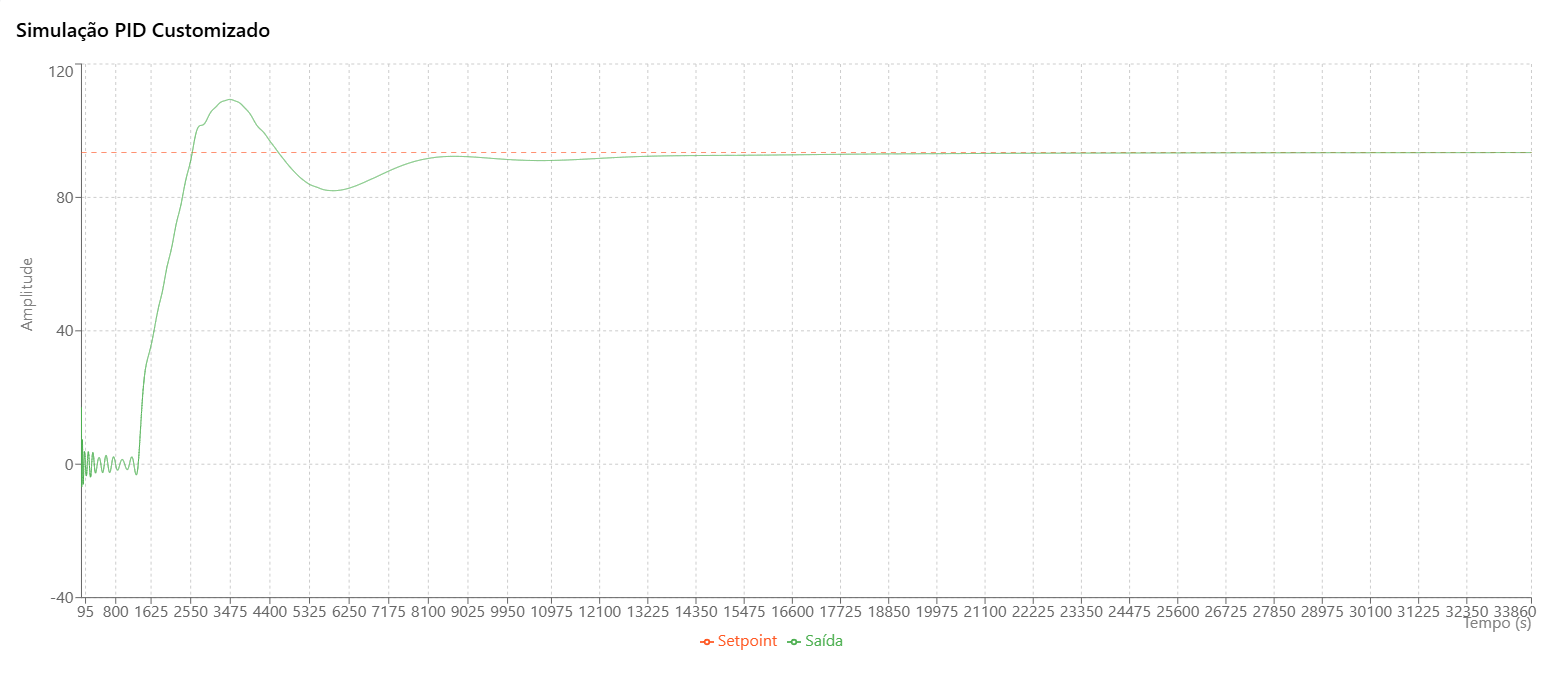 Simulação PID Customizado
120
80
40
0
-40
Amplitude
95 800 1625 2550 3475 4400 5325 6250 7175 8100 9025 9950 10975 12100 13225 14350 15475 16600 17725 18850 19975 21100 22225 23350 24475 25600 26725 27850 28975 30100 31225 32350 33860
Tempo (s)
Setpoint Saída